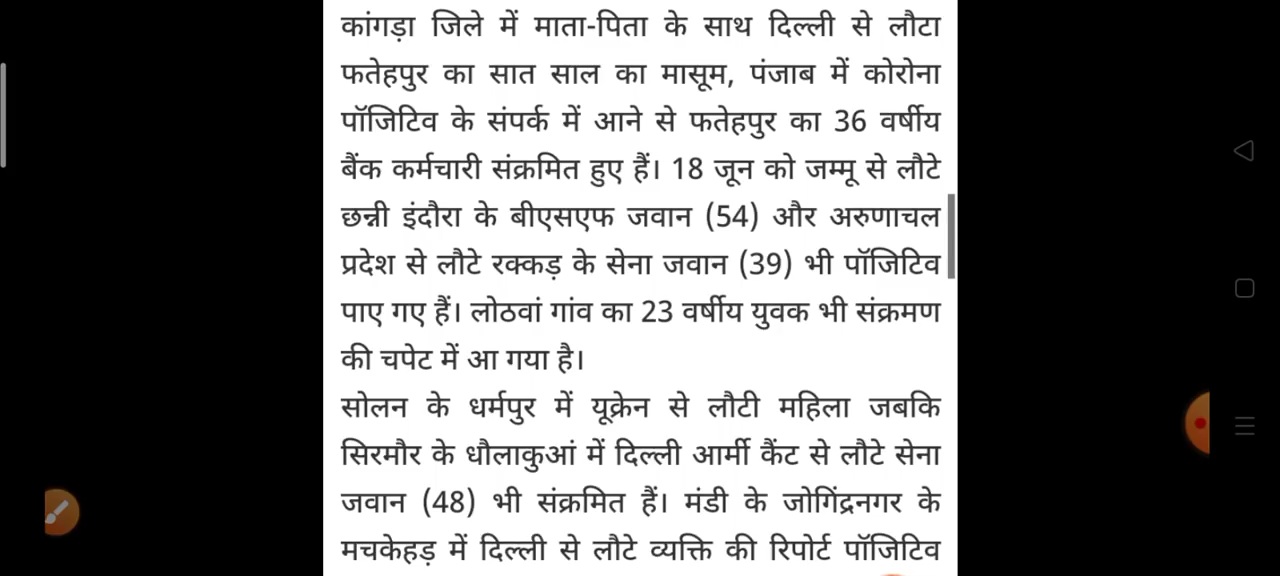 कांगड़ा जिले में माता-पिता के साथ दिल्ली से लौटा
फतेहपुर का सात साल का मासूम, पंजाब में कोरोना
पॉजिटिव के संपर्क में आने से फतेहपुर का 36 वर्षीय
बैंक कर्मचारी संक्रमित हुए हैं। 18 जून को जम्मू से लौटे
छन्नी इंदौरा के बीएसएफ जवान (54) और अरुणाचल
प्रदेश से लौटे रक्कड़ के सेना जवान (39) भी पॉजिटिव
पाए गए हैं। लोठवां गांव का 23 वर्षीय युवक भी संक्रमण
की चपेट में आ गया है।
सोलन के धर्मपुर में यूक्रेन से लौटी महिला जबकि
सिरमौर के धौलाकुआं में दिल्ली आर्मी कैंट से लौटे सेना
जवान (48) भी संक्रमित हैं। मंडी के जोगिंद्रनगर के
मचकेहड़ में दिल्ली से लौटे व्यक्ति की रिपोर्ट पॉजिटिव